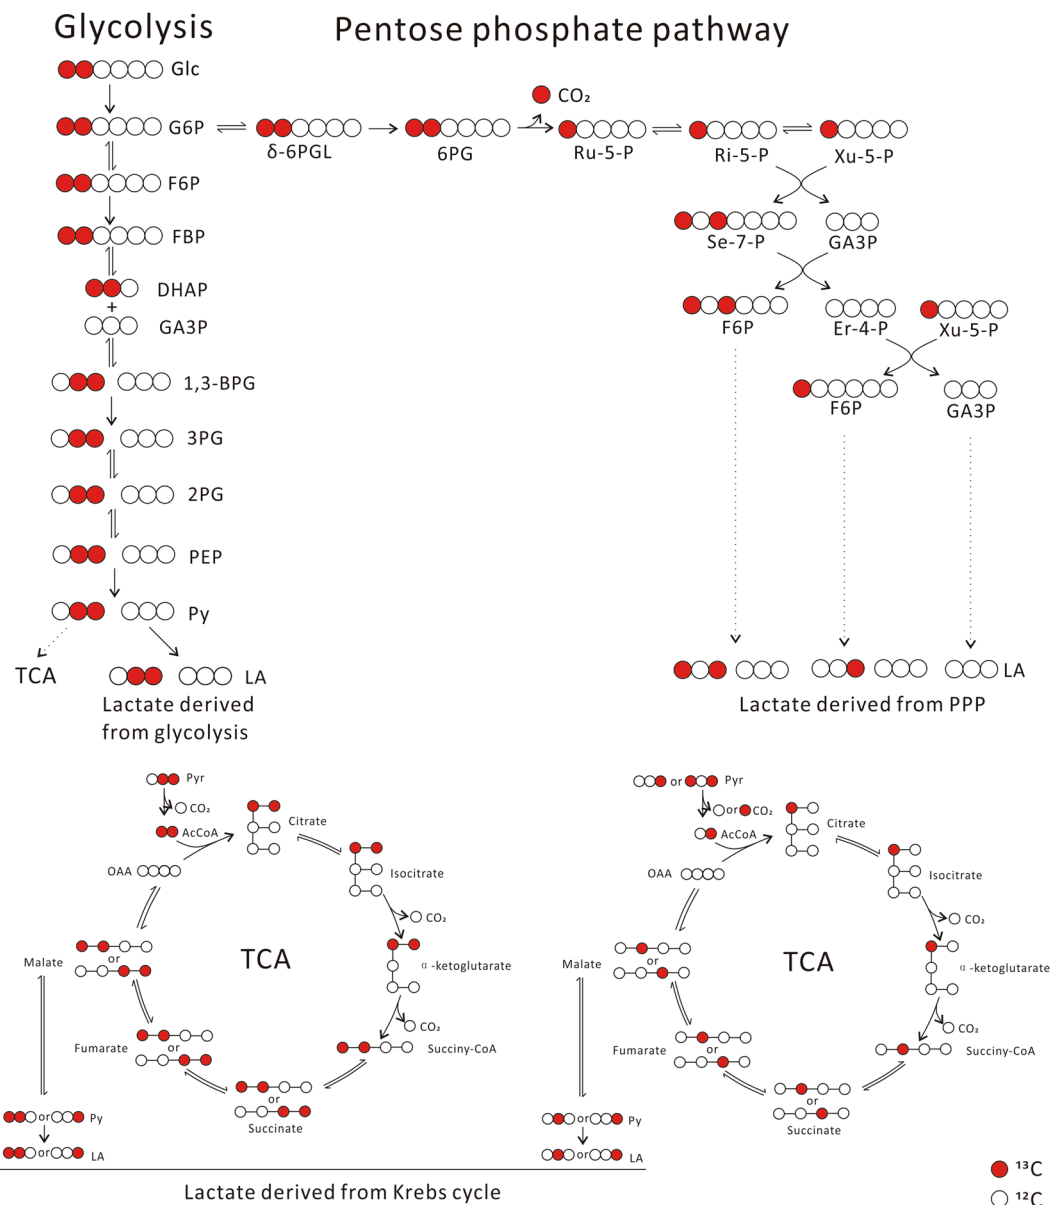 Glycolysis
Pentose phosphate pathway
Glc
CO₂
G6P
δ-6PGL
6PG
Ru-5-P
Ri-5-P
Xu-5-P
F6P
FBP
Se-7-P
GA3P
DHAP
+
GA3P
F6P
Er-4-P
Xu-5-P
1,3-BPG
F6P
GA3P
3PG
2PG
PEP
Py
TCA
LA
LA
Lactate derived
from glycolysis
Lactate derived from PPP
Pyr
CO₂
AcCoA
Citrate
OAA
Isocitrate
CO₂
TCA
Malate
or
α-ketoglutarate
CO₂
Fumarate
or
Succiny-CoA
or
Succinate
or
Py
or
LA
or
Pyr
or
CO₂
AcCoA
Citrate
OAA
Isocitrate
CO₂
TCA
Malate
or
α-ketoglutarate
CO₂
Fumarate
or
Succiny-CoA
or
Succinate
or
Py
or
LA
Lactate derived from Krebs cycle
¹³C
¹²C